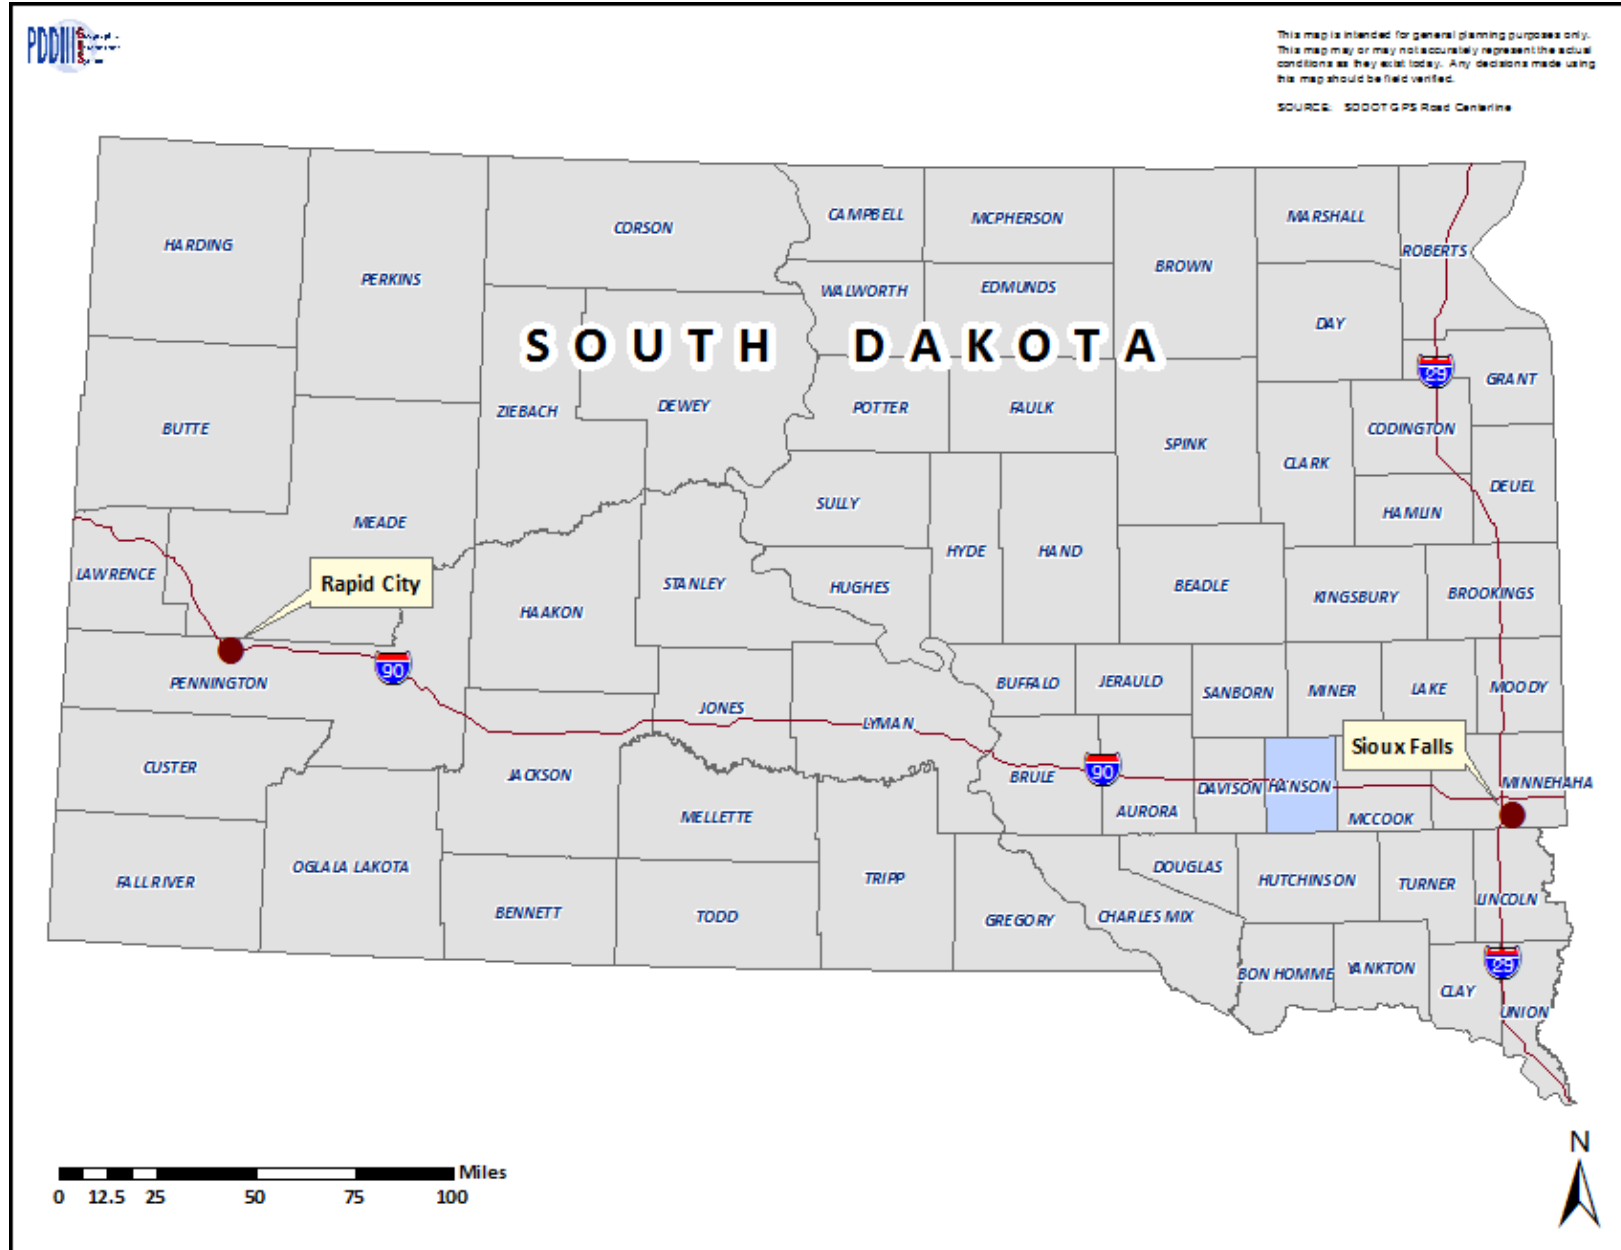 PDDIII
This map is intended for general planning purposes only.
This map may or may not accurately represent the actual
conditions as they exist today. Any decisions made using
this map should be field verified.
SOURCE: SDDOT GPS Road Centerline
HARDING
PERKINS
CORSON
CAMPBELL
MCPHERSON
BROWN
MARSHALL
ROBERTS
WALWORTH
EDMUNDS
DAY
SOUTH DAKOTA
29
GRANT
BUTTE
ZIEBACH
DEWEY
POTTER
FAULK
SPINK
CLARK
CODINGTON
DEUEL
HAMLIN
MEADE
SULLY
HYDE
HAND
LAWRENCE
Rapid City
HAAKON
STANLEY
HUGHES
BEADLE
KINGSBURY
BROOKINGS
90
PENNINGTON
JONES
LYMAN
BUFFALO
JERAULD
SANBORN
MINER
LAKE
MOODY
Sioux Falls
CUSTER
JACKSON
BRULE
90
AURORA
DAVISON
HANSON
MCCOOK
MINNEHAHA
MELLETTE
FALL RIVER
OGLALA LAKOTA
BENNETT
TODD
TRIPP
GREGORY
CHARLES MIX
DOUGLAS
HUTCHINSON
TURNER
LINCOLN
BON HOMME
YANKTON
CLAY
29
UNION
N
Miles
0 12.5 25 50 75 100